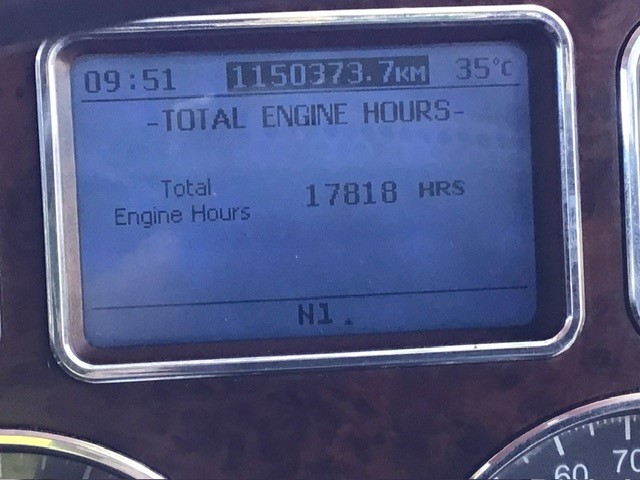 09:51 1150373.7KM 35°C
-TOTAL ENGINE HOURS-
Total
Engine Hours 17818 HRS
N1.
60 70